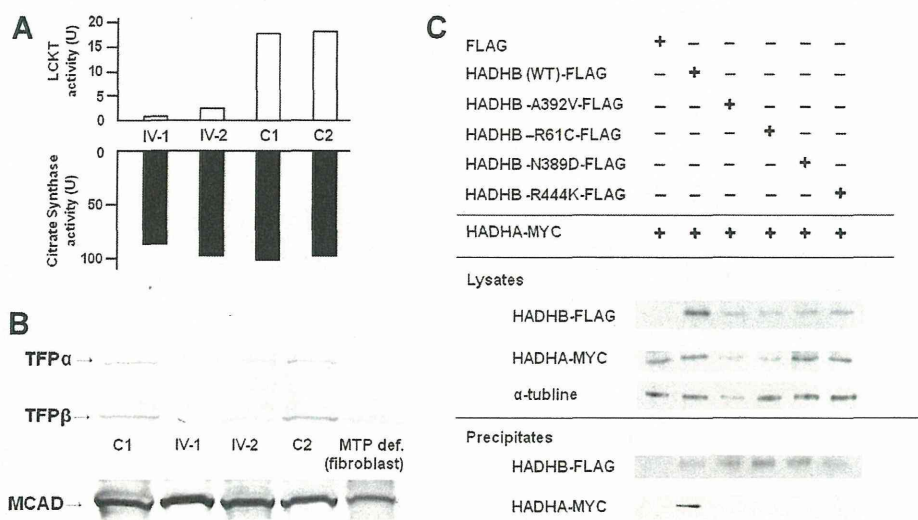 A
LCKT
activity (U)
20
15
10
5
0
IV-1 IV-2 C1 C2
Citrate Synthase
activity (U)
0
50
100
B
TFPα→
TFPβ→
C1 IV-1 IV-2 C2 MTP def.
(fibroblast)
MCAD→
C
FLAG + – – – – –
HADHB (WT)-FLAG – + – – – –
HADHB -A392V-FLAG – – + – – –
HADHB –R61C-FLAG – – – + – –
HADHB -N389D-FLAG – – – – + –
HADHB -R444K-FLAG – – – – – +
HADHA-MYC + + + + + +
Lysates
HADHB-FLAG
HADHA-MYC
α-tubline
Precipitates
HADHB-FLAG
HADHA-MYC